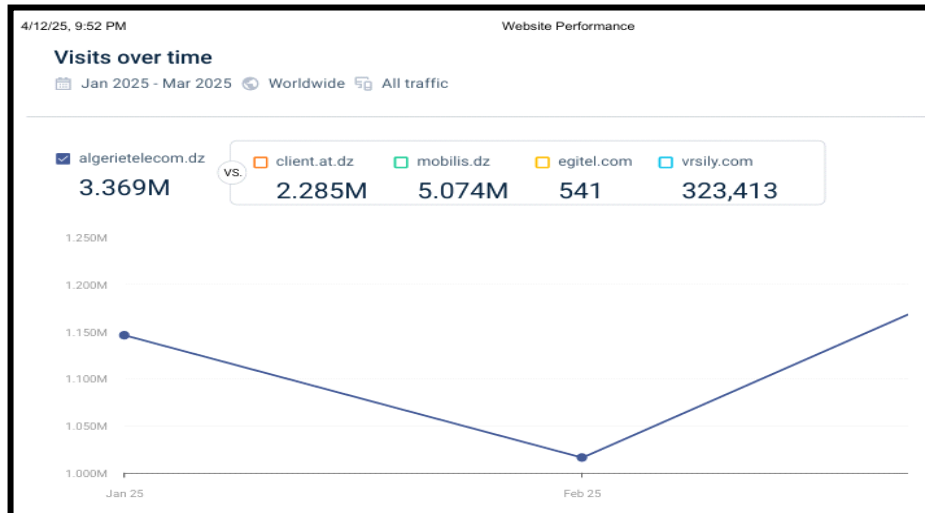 4/12/25, 9:52 PM Website Performance
Visits over time
Jan 2025 - Mar 2025 Worldwide All traffic
algerietelecom.dz vs. client.at.dz mobilis.dz egitel.com vrsily.com
3.369M 2.285M 5.074M 541 323,413
1.250M
1.200M
1.150M
1.100M
1.050M
1.000M
Jan 25 Feb 25